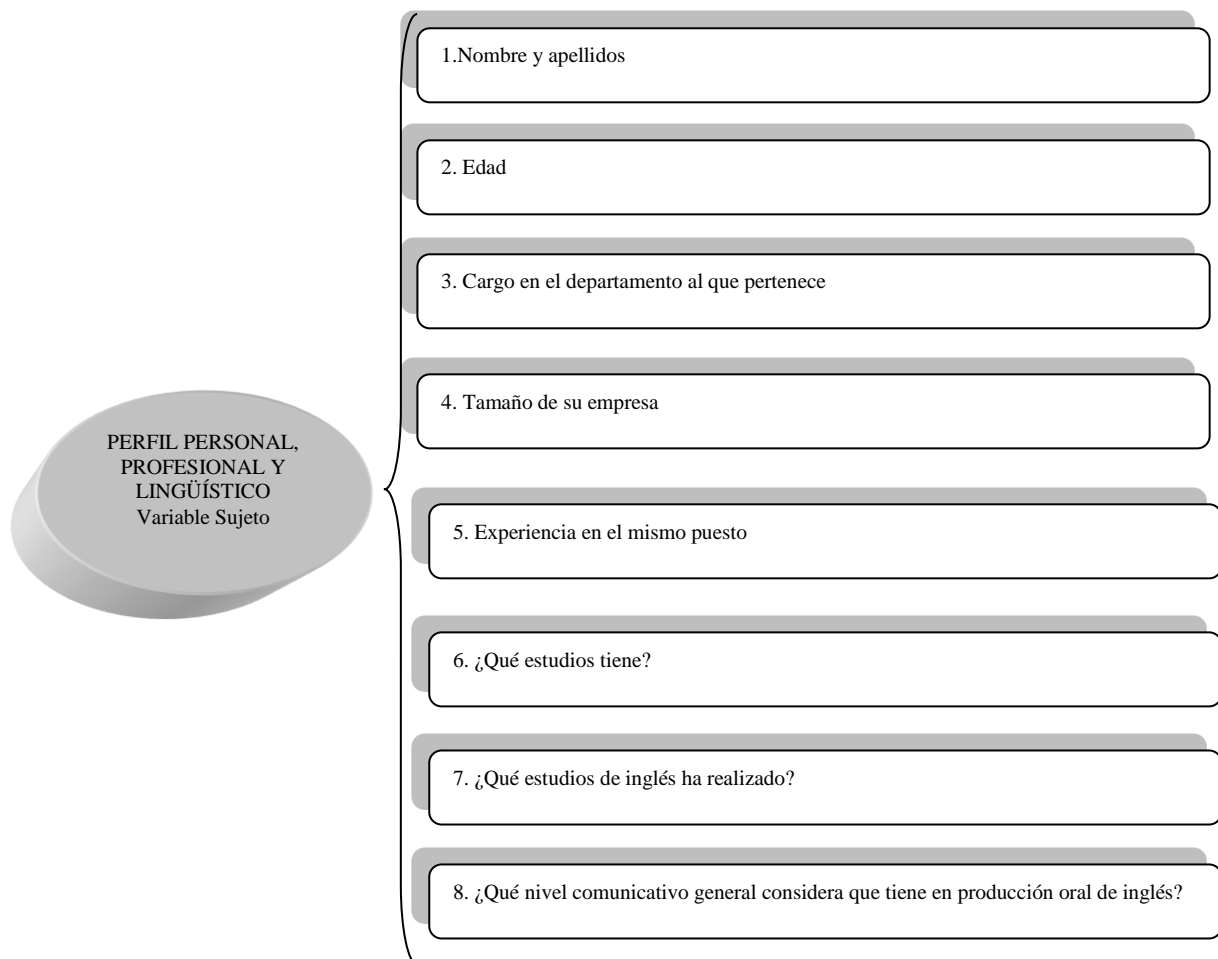 PERFIL PERSONAL,
PROFESIONAL Y
LINGÜÍSTICO
Variable Sujeto
1.Nombre y apellidos
2. Edad
3. Cargo en el departamento al que pertenece
4. Tamaño de su empresa
5. Experiencia en el mismo puesto
6. ¿Qué estudios tiene?
7. ¿Qué estudios de inglés ha realizado?
8. ¿Qué nivel comunicativo general considera que tiene en producción oral de inglés?